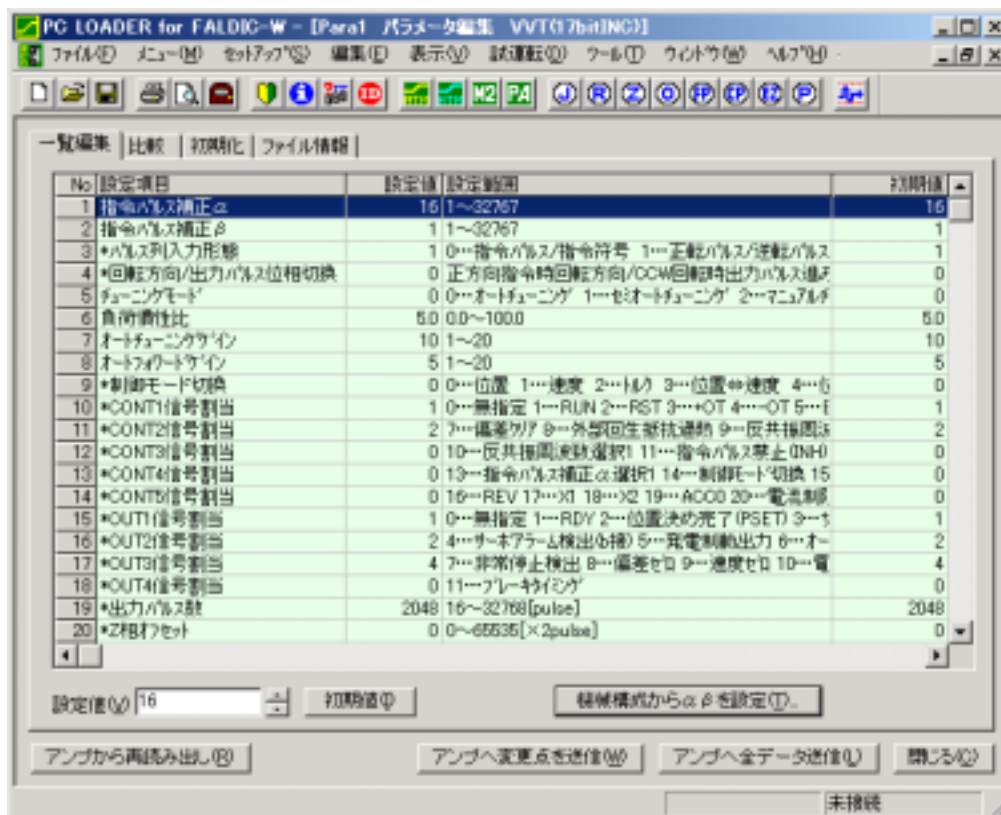 PC LOADER for FALDIC-W - [Para1 パラメータ編集 VVT(17bitINC)]
ファイル(F) メニュー(M) セットアップ(S) 編集(E) 表示(V) 試運転(Q) ツール(T) ウィンドウ(W) ヘルプ(H)
一覧編集 比較 初期化 ファイル情報
No 設定項目 設定値 設定範囲 初期値
1 指令パルス補正α 16 1～32767 16
2 指令パルス補正β 1 1～32767 1
3 *パルス列入力形態 1 0…指令パルス/指令符号 1…正転パルス/逆転パルス 1
4 *回転方向/出力パルス位相切換 0 正方向指令時回転方向/CCW回転時出力パルス進み 0
5 チューニングモード 0 0…オートチューニング 1…セミオートチューニング 2…マニュアルチ 0
6 負荷慣性比 5.0 0.0～100.0 5.0
7 オートチューニングゲイン 10 1～20 10
8 オートフォワードゲイン 5 1～20 5
9 *制御モード切換 0 0…位置 1…速度 2…トルク 3…位置⇔速度 4…位 0
10 *CONT1信号割当 1 0…無指定 1…RUN 2…RST 3…+OT 4…-OT 5…E 1
11 *CONT2信号割当 2 7…偏差クリア 8…外部回生抵抗過熱 9…反共振周波 2
12 *CONT3信号割当 0 10…反共振周波数選択1 11…指令パルス禁止(INH) 0
13 *CONT4信号割当 0 13…指令パルス補正α選択1 14…制御モード切換 15 0
14 *CONT5信号割当 0 16…REV 17…X1 18…X2 19…ACC0 20…電流制限 0
15 *OUT1信号割当 1 0…無指定 1…RDY 2…位置決め完了(PSET) 3… 1
16 *OUT2信号割当 2 4…サーボアラーム検出(b接) 5…発電制動出力 6…オー 2
17 *OUT3信号割当 4 7…非常停止検出 8…偏差ゼロ 9…速度ゼロ 10…電 4
18 *OUT4信号割当 0 11…ブレーキタイミング 0
19 *出力パルス数 2048 16～32768[pulse] 2048
20 *Z相オフセット 0 0～65535[×2pulse] 0
設定値(V) 16 初期値(I) 機械構成からαβを設定(T)...
アンプから再読み出し(R) アンプへ変更点を送信(W) アンプへ全データ送信(L) 閉じる(C)
未接続